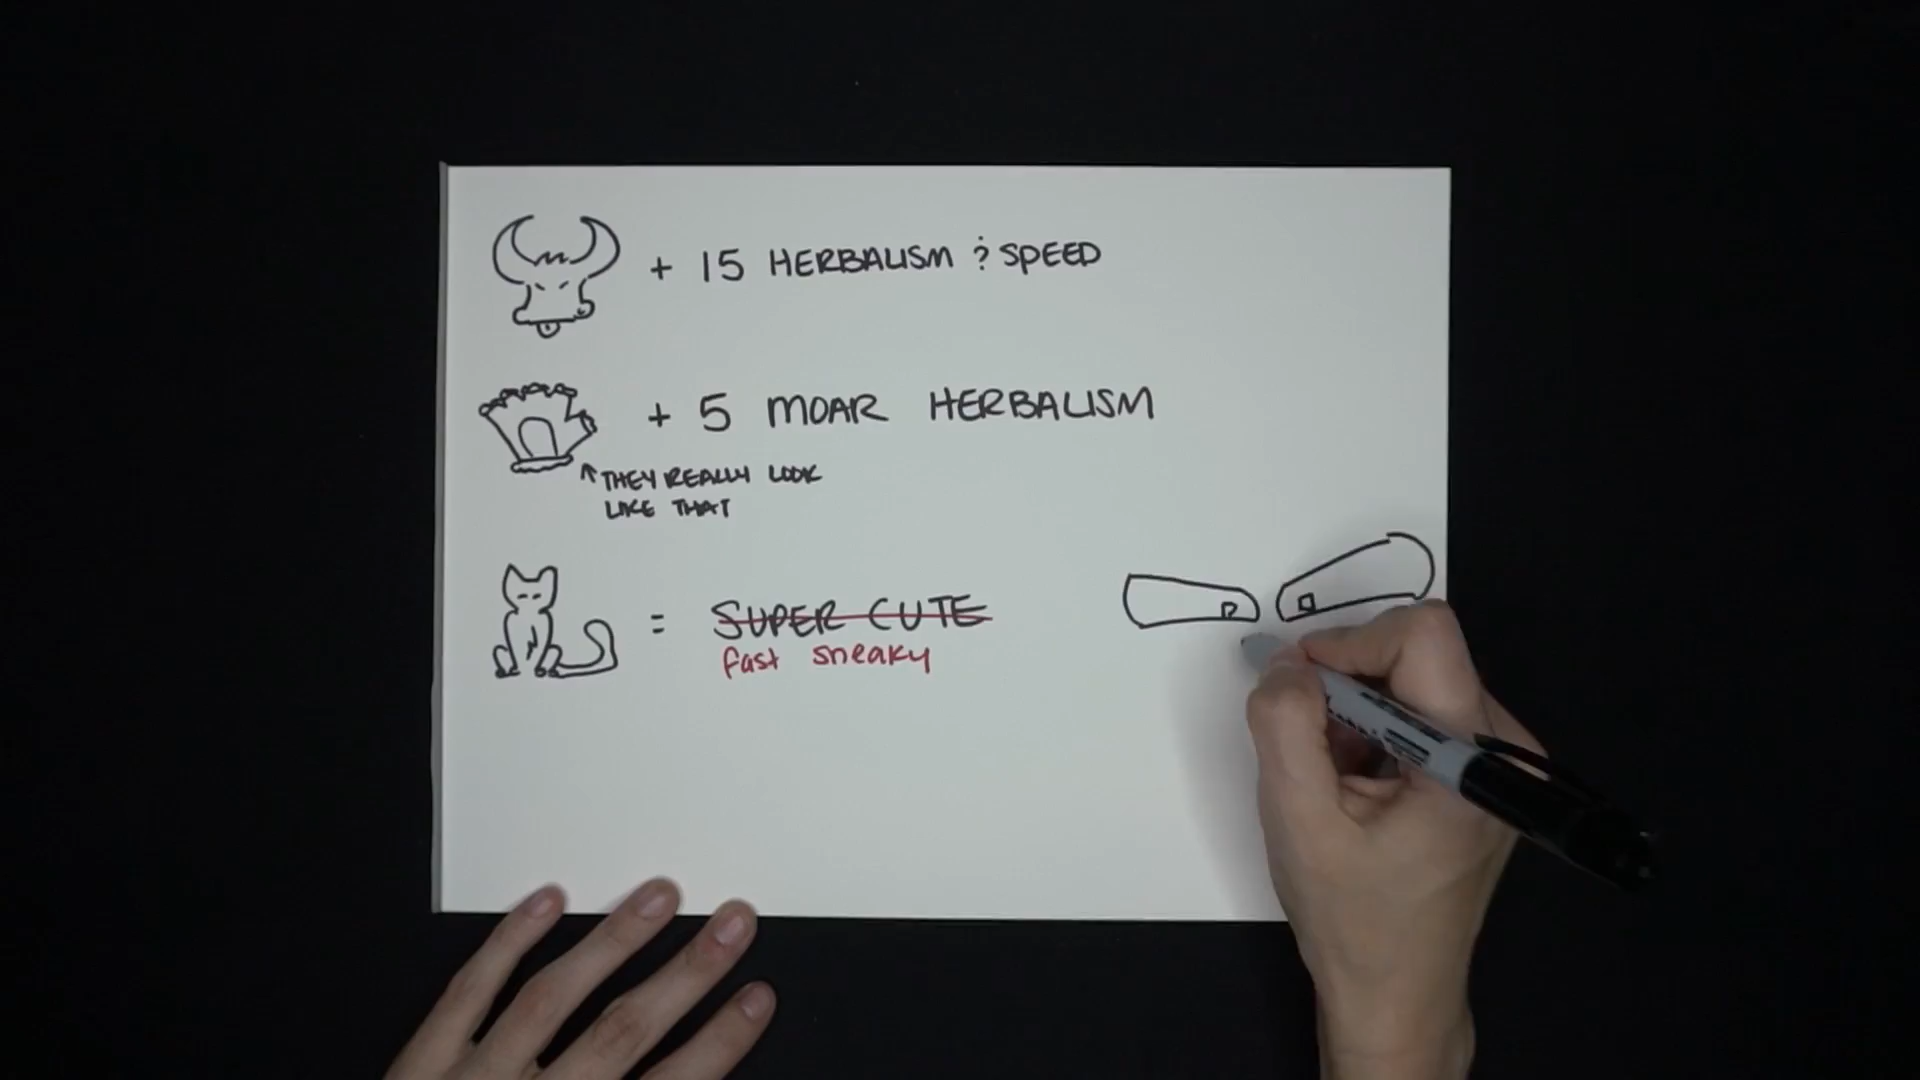 + 15 HERBALISM & SPEED
+ 5 MOAR HERBALISM
↑ THEY REALLY LOOK
LIKE THAT
= SUPER CUTE
fast sneaky